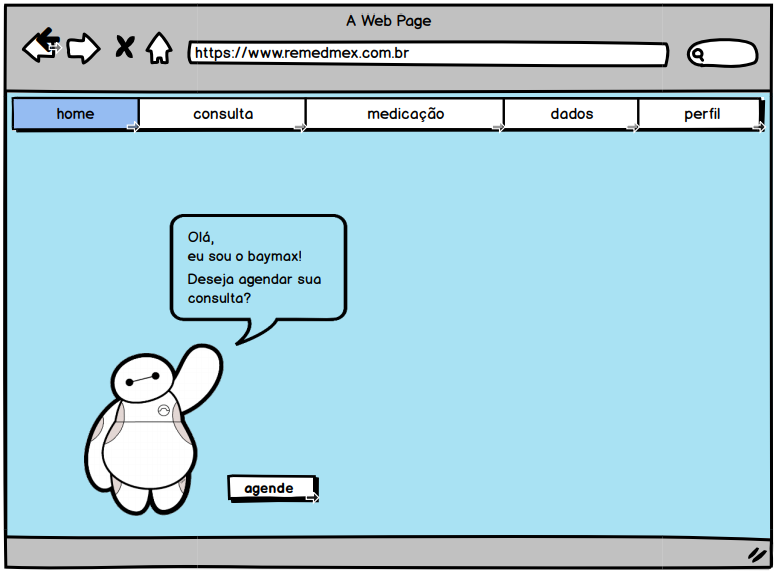 A Web Page
https://www.remedmex.com.br
home consulta medicação dados perfil
Olá,
eu sou o baymax!
Deseja agendar sua
consulta?
agende